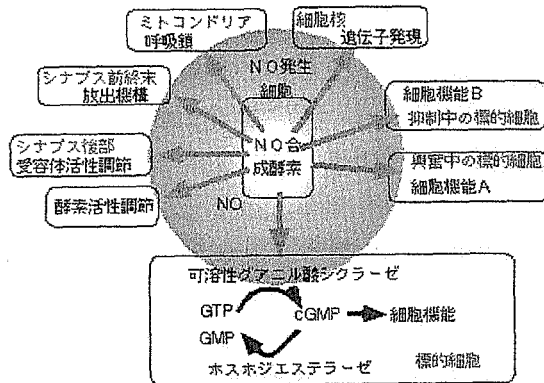 ミトコンドリア
呼吸鎖
細胞核
遺伝子発現
NO発生
細胞
シナプス前終末
放出機構
細胞機能B
抑制中の標的細胞
シナプス後部
受容体活性調節
NO合
成酵素
興奮中の標的細胞
細胞機能A
酵素活性調節
NO
可溶性グアニル酸シクラーゼ
GTP
cGMP
細胞機能
GMP
ホスホジエステラーゼ
標的細胞